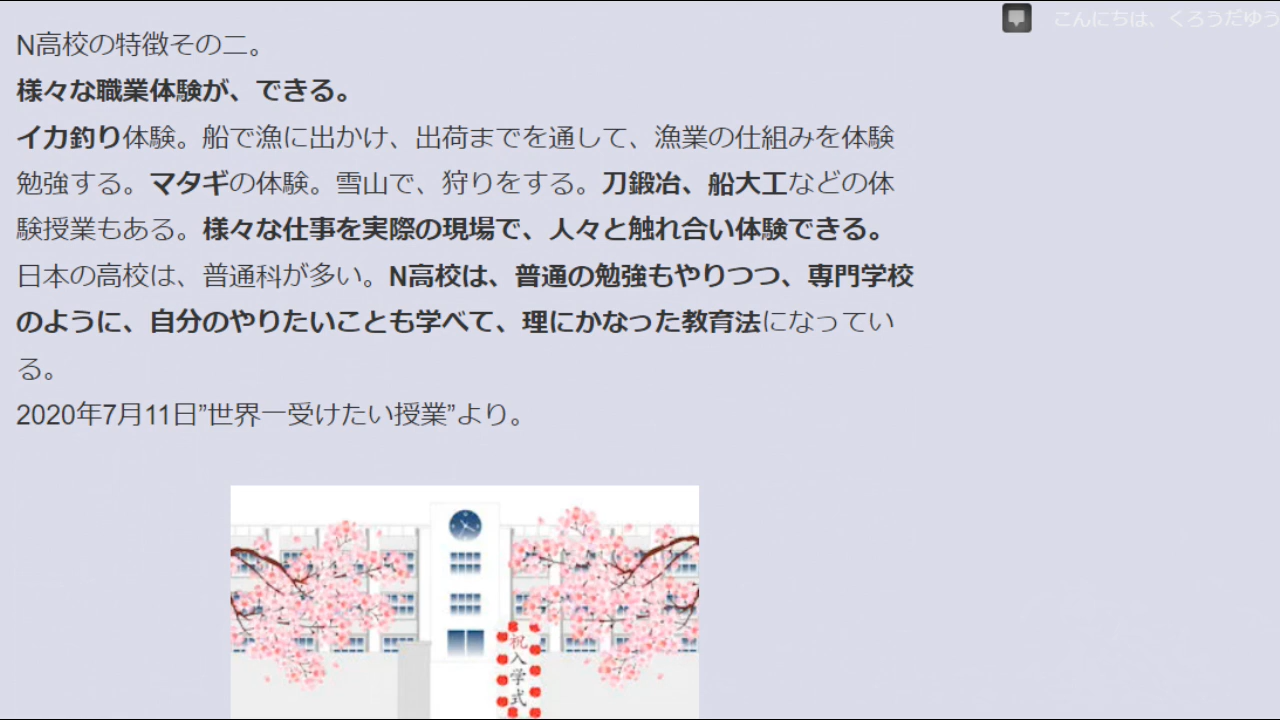 こんにちは、くろうだゆう
N高校の特徴その二。
様々な職業体験が、できる。
イカ釣り体験。船で漁に出かけ、出荷までを通して、漁業の仕組みを体験
勉強する。マタギの体験。雪山で、狩りをする。刀鍛冶、船大工などの体
験授業もある。様々な仕事を実際の現場で、人々と触れ合い体験できる。
日本の高校は、普通科が多い。N高校は、普通の勉強もやりつつ、専門学校
のように、自分のやりたいことも学べて、理にかなった教育法になってい
る。
2020年7月11日”世界一受けたい授業”より。
祝入学式